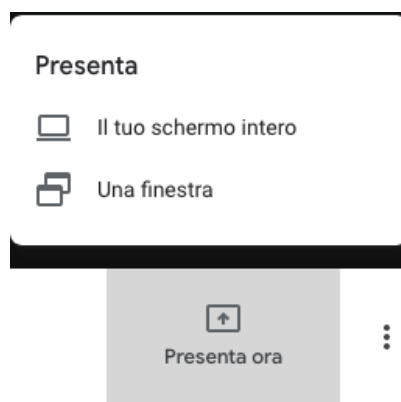 Presenta
Il tuo schermo intero
Una finestra
Presenta ora